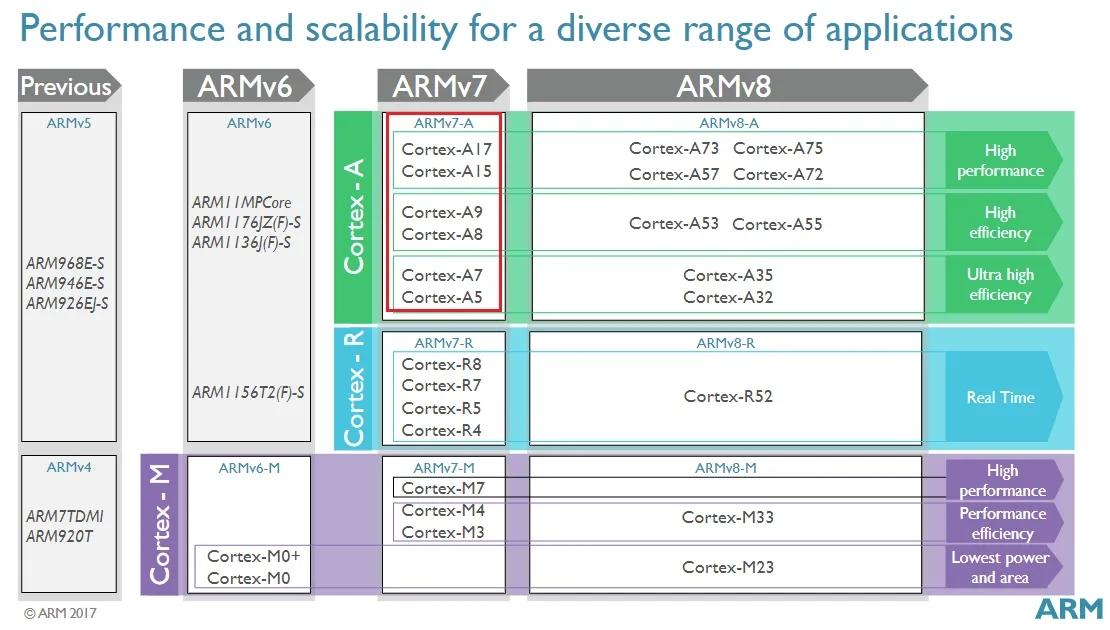 Performance and scalability for a diverse range of applications
Previous
ARMv6
ARMv7
ARMv8
ARMv5
ARM968E-S
ARM946E-S
ARM926EJ-S
ARMv4
ARM7TDMI
ARM920T
ARMv6
ARM11MPCore
ARM1176JZ(F)-S
ARM1136J(F)-S
ARM1156T2(F)-S
Cortex - A
ARMv7-A
Cortex-A17
Cortex-A15
Cortex-A9
Cortex-A8
Cortex-A7
Cortex-A5
ARMv8-A
Cortex-A73 Cortex-A75
Cortex-A57 Cortex-A72
Cortex-A53 Cortex-A55
Cortex-A35
Cortex-A32
High
performance
High
efficiency
Ultra high
efficiency
Cortex - R
ARMv7-R
Cortex-R8
Cortex-R7
Cortex-R5
Cortex-R4
ARMv8-R
Cortex-R52
Real Time
Cortex - M
ARMv6-M
Cortex-M0+
Cortex-M0
ARMv7-M
Cortex-M7
Cortex-M4
Cortex-M3
ARMv8-M
Cortex-M33
Cortex-M23
High
performance
Performance
efficiency
Lowest power
and area
© ARM 2017
ARM